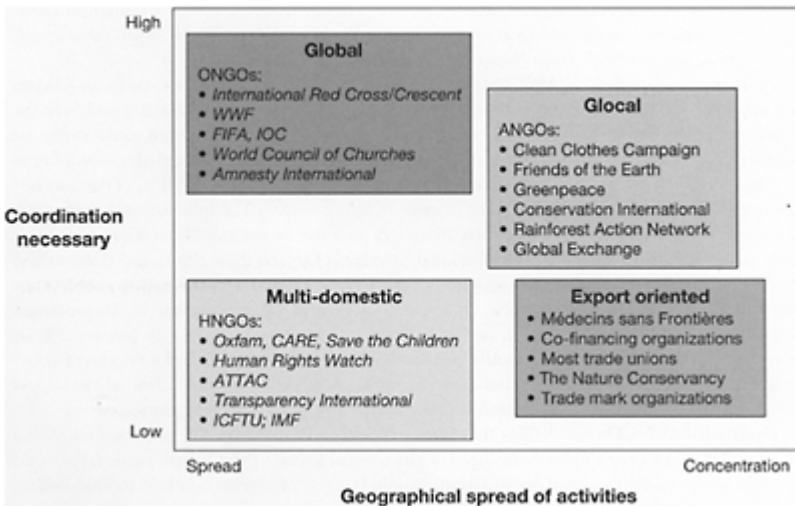 High
Global
ONGOs:
• International Red Cross/Crescent
• WWF
• FIFA, IOC
• World Council of Churches
• Amnesty International
Glocal
ANGOs:
• Clean Clothes Campaign
• Friends of the Earth
• Greenpeace
• Conservation International
• Rainforest Action Network
• Global Exchange
Coordination
necessary
Multi-domestic
HNGOs:
• Oxfam, CARE, Save the Children
• Human Rights Watch
• ATTAC
• Transparency International
• ICFTU; IMF
Export oriented
• Médecins sans Frontières
• Co-financing organizations
• Most trade unions
• The Nature Conservancy
• Trade mark organizations
Low
Spread
Concentration
Geographical spread of activities